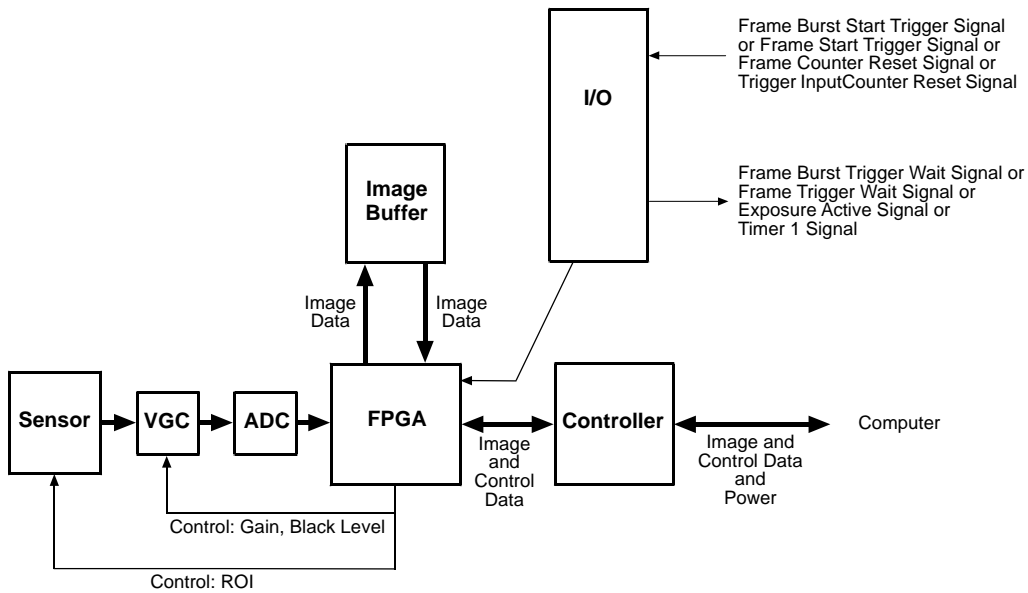 Frame Burst Start Trigger Signal
or Frame Start Trigger Signal or
Frame Counter Reset Signal or
Trigger InputCounter Reset Signal
I/O
Frame Burst Trigger Wait Signal or
Frame Trigger Wait Signal or
Exposure Active Signal or
Timer 1 Signal
Image
Buffer
Image
Data
Image
Data
Sensor
VGC
ADC
FPGA
Controller
Computer
Image
and
Control
Data
Image and
Control Data
and
Power
Control: Gain, Black Level
Control: ROI